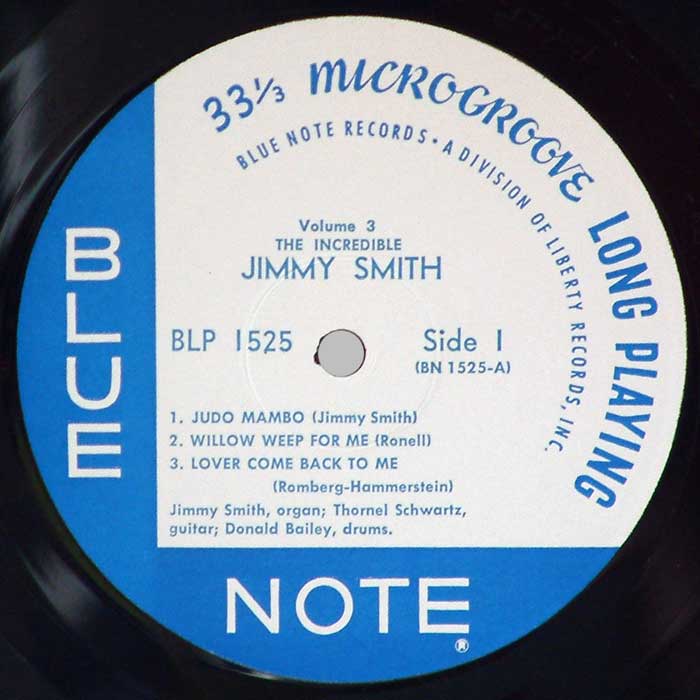 33⅓ MICROGROOVE LONG PLAYING
BLUE NOTE RECORDS • A DIVISION OF LIBERTY RECORDS, INC.
BLUE
Volume 3
THE INCREDIBLE
JIMMY SMITH
BLP 1525
Side 1
(BN 1525-A)
1. JUDO MAMBO (Jimmy Smith)
2. WILLOW WEEP FOR ME (Ronell)
3. LOVER COME BACK TO ME
(Romberg-Hammerstein)
Jimmy Smith, organ; Thornel Schwartz,
guitar; Donald Bailey, drums.
NOTE ®